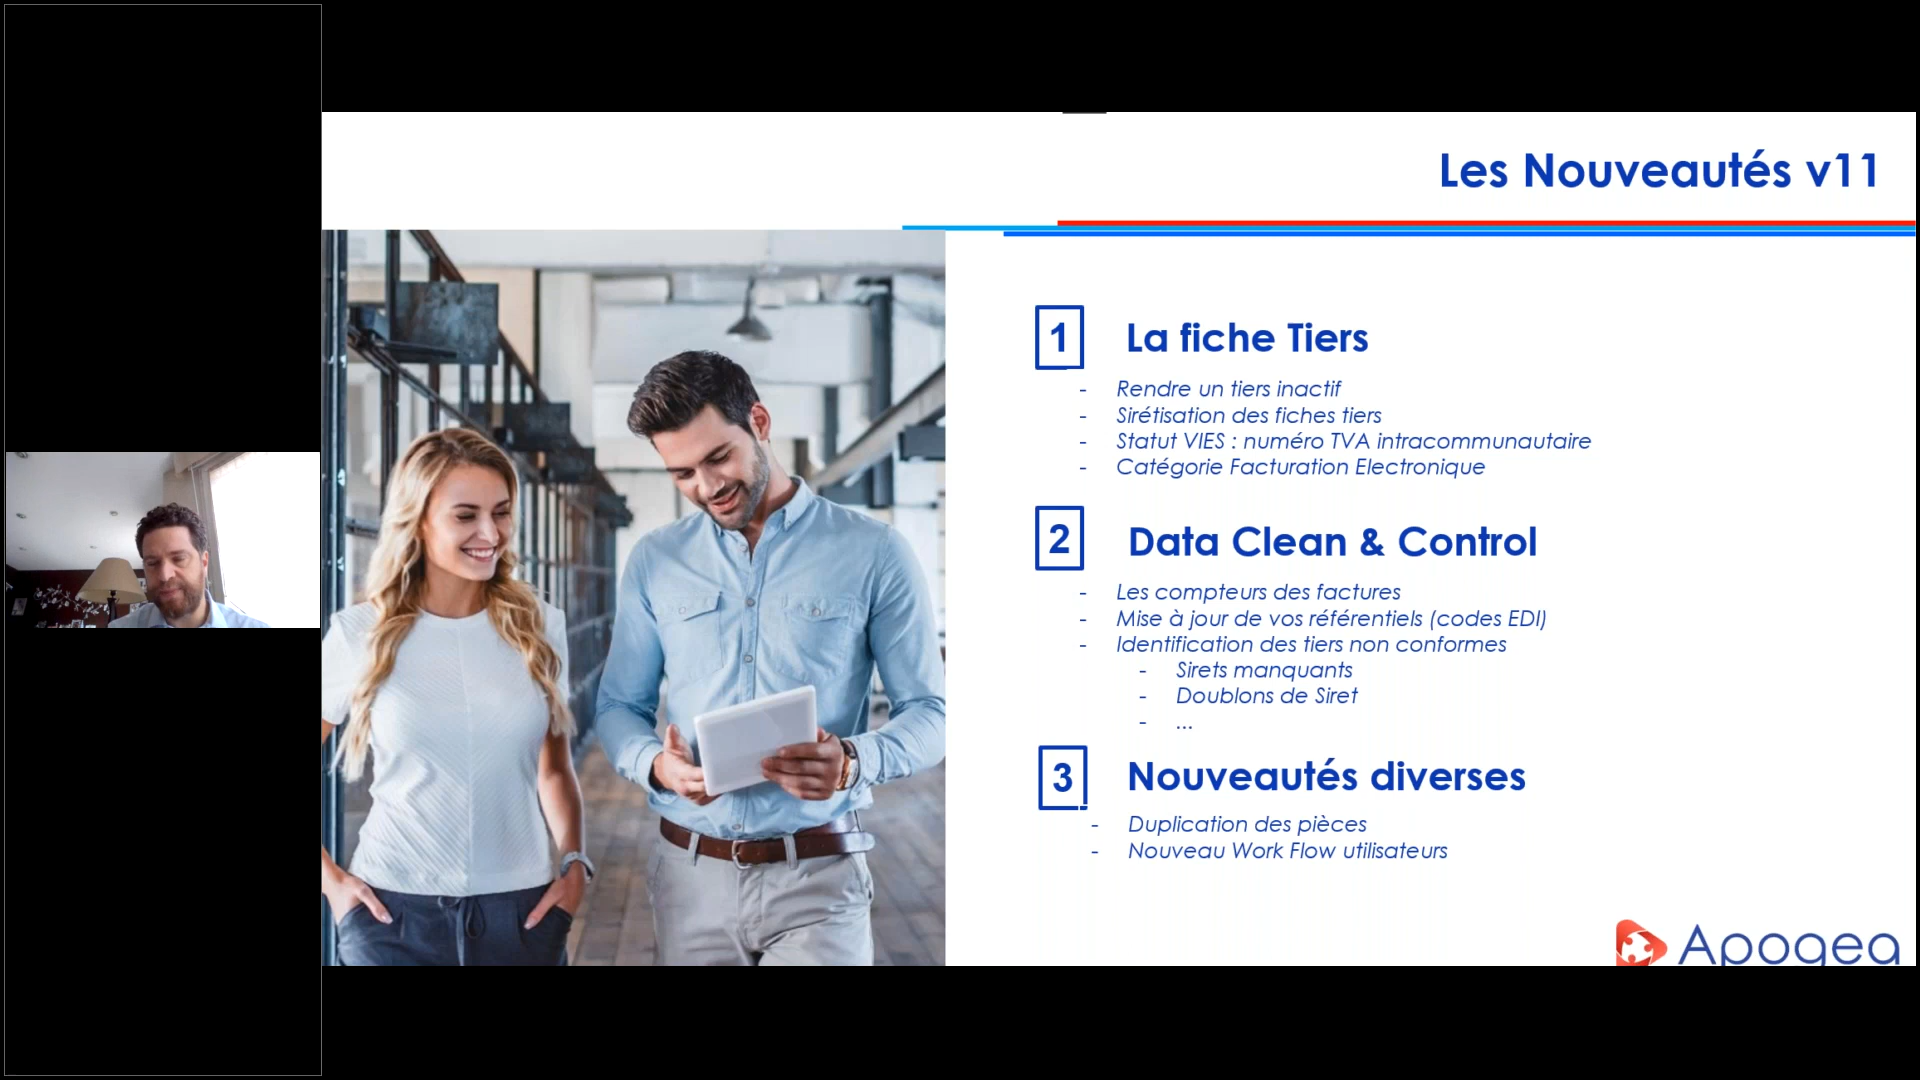 Les Nouveautés v11
1 La fiche Tiers
- Rendre un tiers inactif
- Sirétisation des fiches tiers
- Statut VIES : numéro TVA intracommunautaire
- Catégorie Facturation Electronique
2 Data Clean & Control
- Les compteurs des factures
- Mise à jour de vos référentiels (codes EDI)
- Identification des tiers non conformes
- Sirets manquants
- Doublons de Siret
- ...
3 Nouveautés diverses
- Duplication des pièces
- Nouveau Work Flow utilisateurs
Apogea